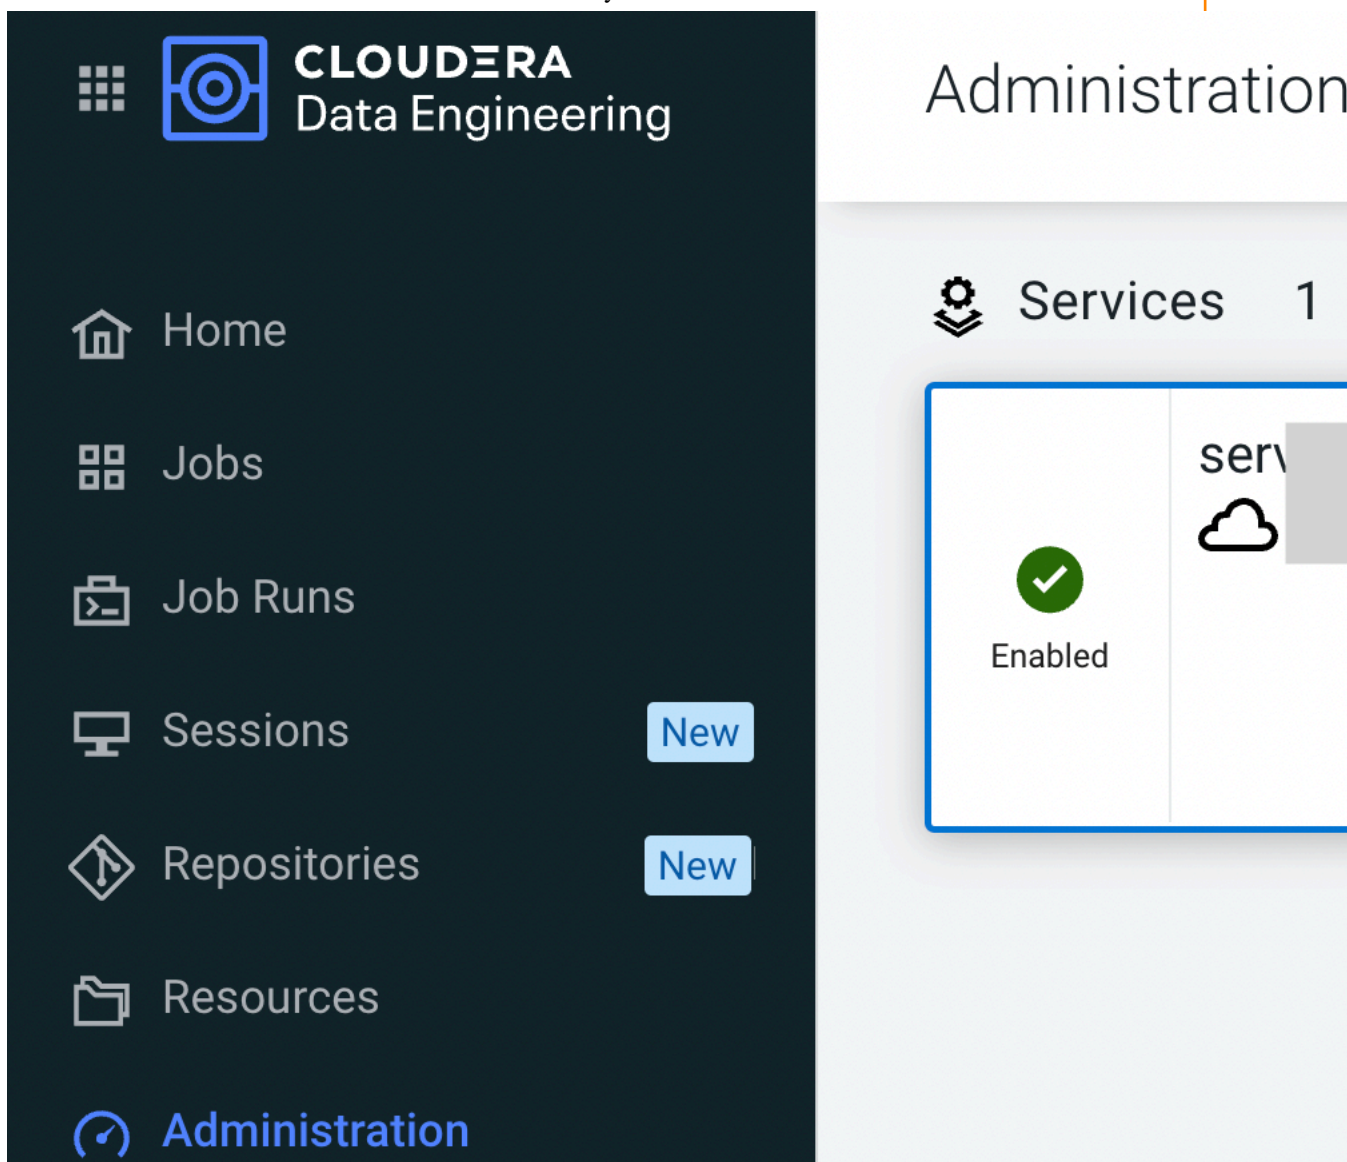 CLOUDERA
Data Engineering
Home
Jobs
Job Runs
Sessions New
Repositories New
Resources
Administration
Administration
Services 1
Enabled